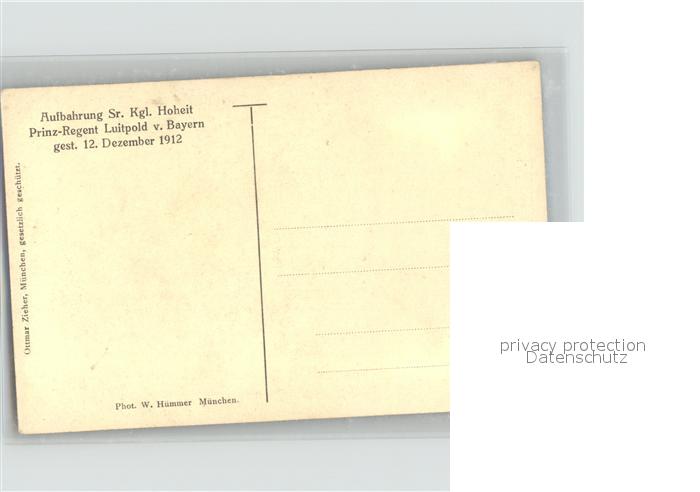 Aufbahrung Sr. Kgl. Hoheit
Prinz-Regent Luitpold v. Bayern
gest. 12. Dezember 1912
Ottmar Zieher, München, gesetzlich geschützt.
Phot. W. Hümmer München.
privacy protection
Datenschutz